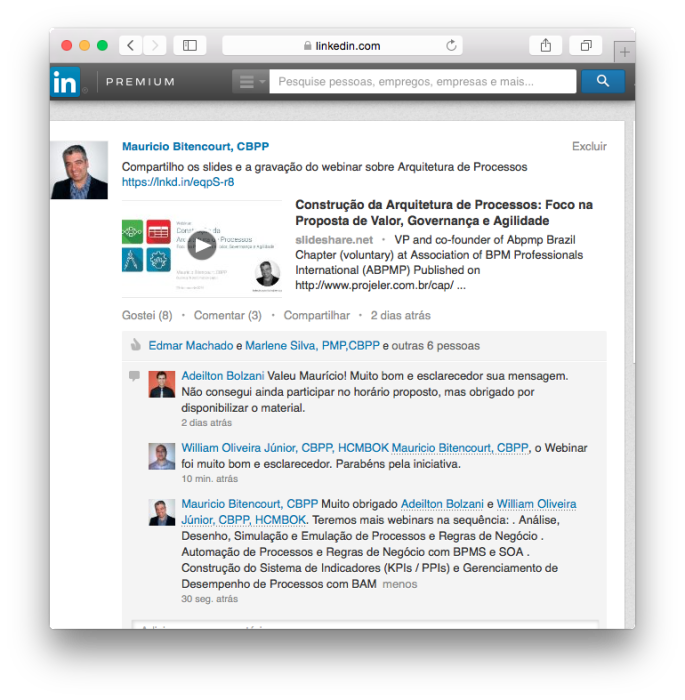 linkedin.com
in PREMIUM
Pesquise pessoas, empregos, empresas e mais...
Mauricio Bitencourt, CBPP
Excluir
Compartilho os slides e a gravação do webinar sobre Arquitetura de Processos
https://lnkd.in/eqpS-r8
Construção da Arquitetura de Processos: Foco na
Proposta de Valor, Governança e Agilidade
slideshare.net • VP and co-founder of Abpmp Brazil
Chapter (voluntary) at Association of BPM Professionals
International (ABPMP) Published on
http://www.projeler.com.br/cap/ ...
Gostei (8) • Comentar (3) • Compartilhar • 2 dias atrás
Edmar Machado e Marlene Silva, PMP,CBPP e outras 6 pessoas
Adeilton Bolzani Valeu Maurício! Muito bom e esclarecedor sua mensagem.
Não consegui ainda participar no horário proposto, mas obrigado por
disponibilizar o material.
2 dias atrás
William Oliveira Júnior, CBPP, HCMBOK Mauricio Bitencourt, CBPP, o Webinar
foi muito bom e esclarecedor. Parabéns pela iniciativa.
10 min. atrás
Mauricio Bitencourt, CBPP Muito obrigado Adeilton Bolzani e William Oliveira
Júnior, CBPP, HCMBOK. Teremos mais webinars na sequência: . Análise,
Desenho, Simulação e Emulação de Processos e Regras de Negócio .
Automação de Processos e Regras de Negócio com BPMS e SOA .
Construção do Sistema de Indicadores (KPIs / PPIs) e Gerenciamento de
Desempenho de Processos com BAM menos
30 seg. atrás